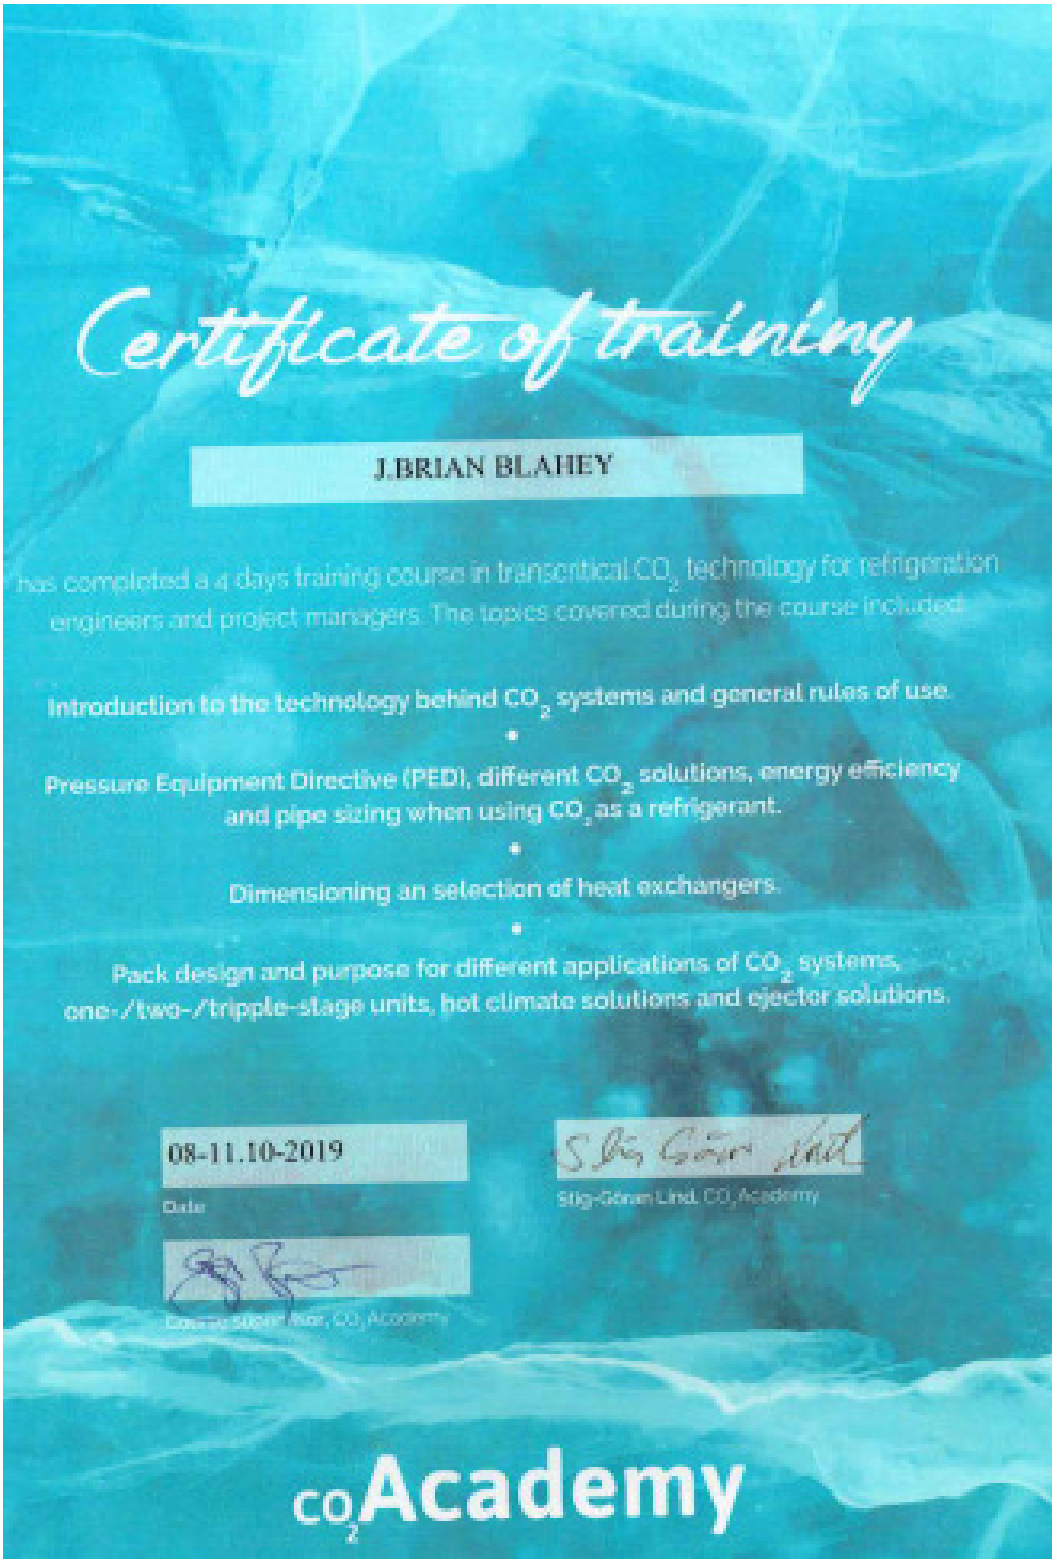 Certificate of training
J.BRIAN BLAHEY
has completed a 4 days training course in transcritical CO₂ technology for refrigeration
engineers and project managers. The topics covered during the course included:
Introduction to the technology behind CO₂ systems and general rules of use.
•
Pressure Equipment Directive (PED), different CO₂ solutions, energy efficiency
and pipe sizing when using CO₂ as a refrigerant.
•
Dimensioning an selection of heat exchangers.
•
Pack design and purpose for different applications of CO₂ systems,
one-/two-/tripple-stage units, hot climate solutions and ejector solutions.
08-11.10-2019
Date
Stig Göran Lind
Stig-Göran Lind, CO₂ Academy
Course Supervisor, CO₂ Academy
CO₂Academy